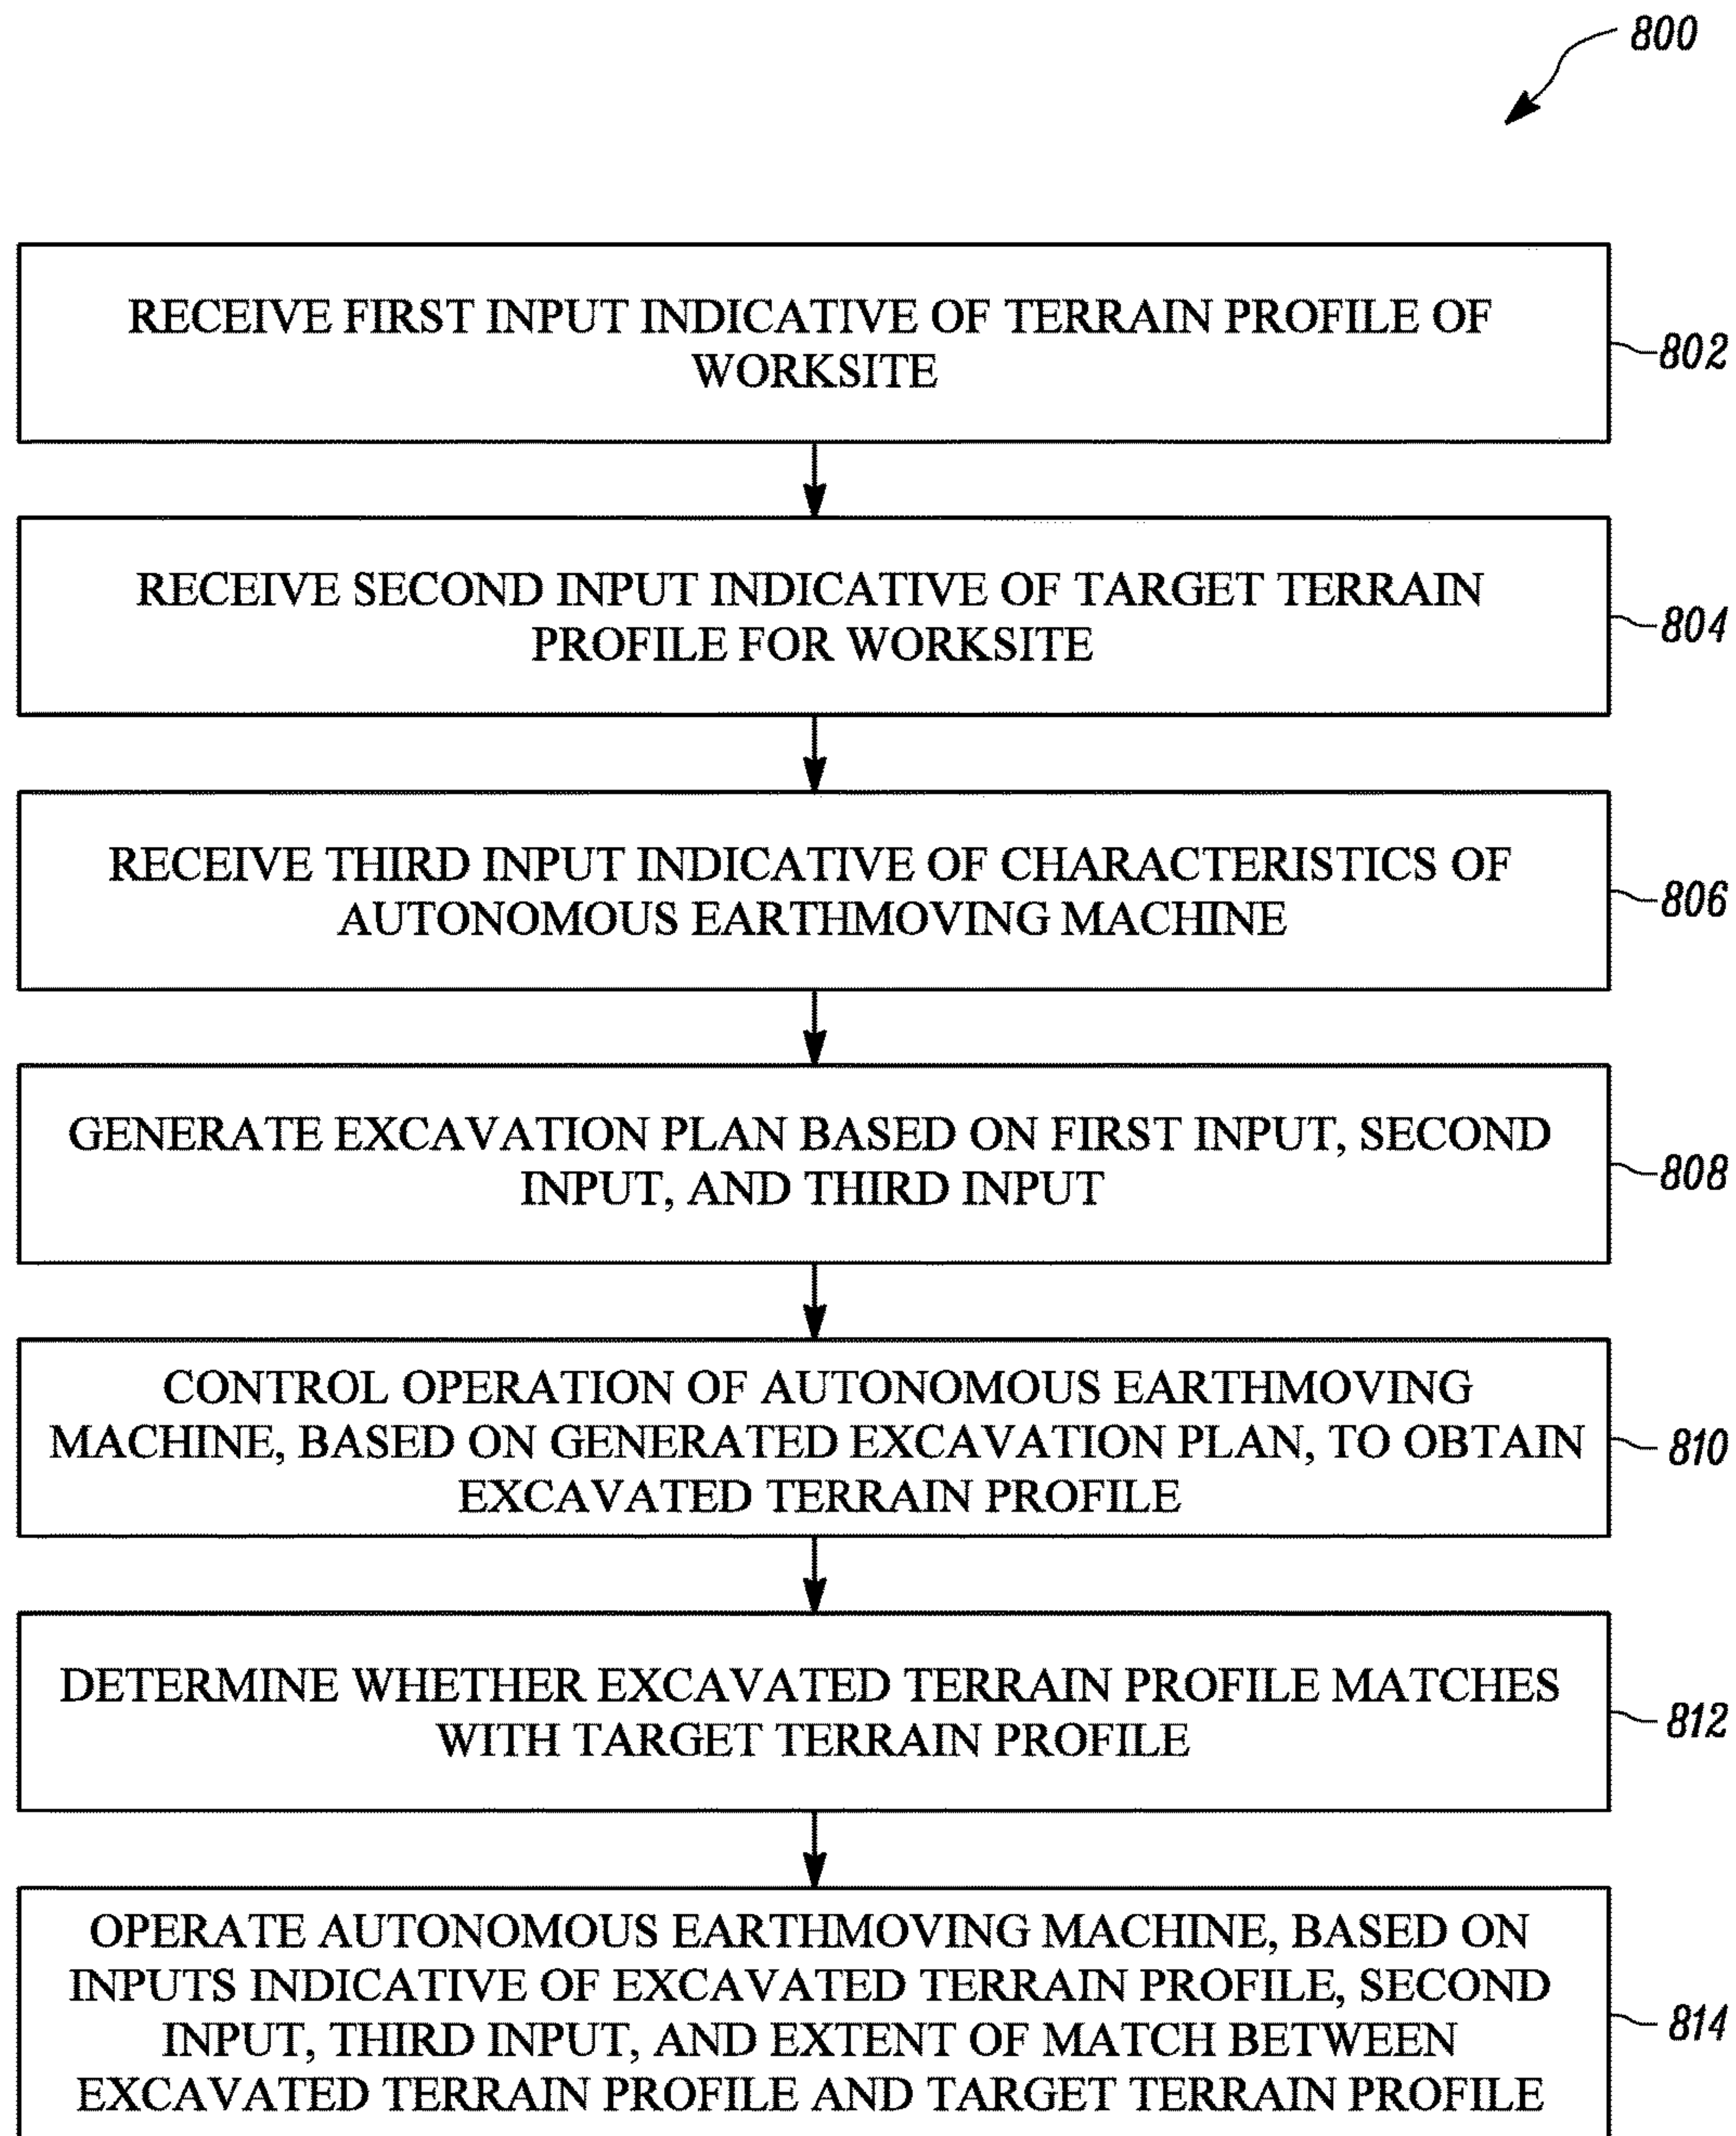 800
RECEIVE FIRST INPUT INDICATIVE OF TERRAIN PROFILE OF
WORKSITE
802
RECEIVE SECOND INPUT INDICATIVE OF TARGET TERRAIN
PROFILE FOR WORKSITE
804
RECEIVE THIRD INPUT INDICATIVE OF CHARACTERISTICS OF
AUTONOMOUS EARTHMOVING MACHINE
806
GENERATE EXCAVATION PLAN BASED ON FIRST INPUT, SECOND
INPUT, AND THIRD INPUT
808
CONTROL OPERATION OF AUTONOMOUS EARTHMOVING
MACHINE, BASED ON GENERATED EXCAVATION PLAN, TO OBTAIN
EXCAVATED TERRAIN PROFILE
810
DETERMINE WHETHER EXCAVATED TERRAIN PROFILE MATCHES
WITH TARGET TERRAIN PROFILE
812
OPERATE AUTONOMOUS EARTHMOVING MACHINE, BASED ON
INPUTS INDICATIVE OF EXCAVATED TERRAIN PROFILE, SECOND
INPUT, THIRD INPUT, AND EXTENT OF MATCH BETWEEN
EXCAVATED TERRAIN PROFILE AND TARGET TERRAIN PROFILE
814